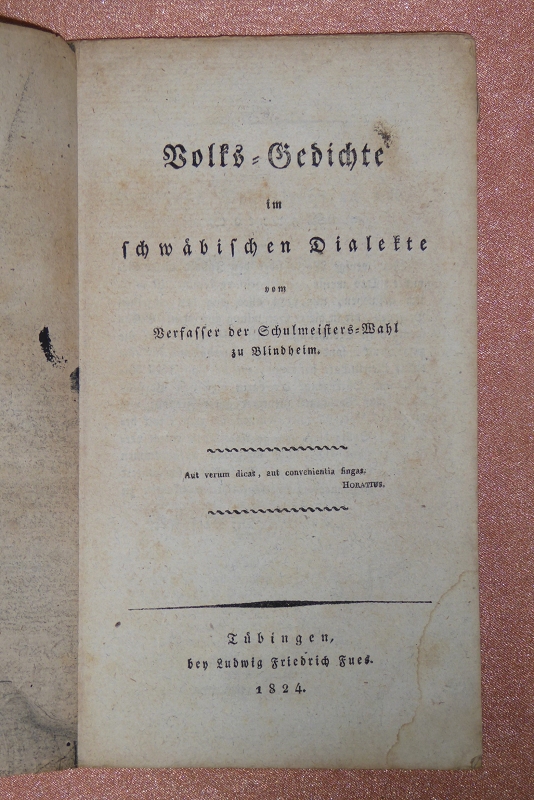 Volks-Gedichte
im
schwäbischen Dialekte
vom
Verfasser der Schulmeisters-Wahl
zu Blindheim.
Aut verum dicas, aut convenientia fingas.
HORATIUS.
Tübingen,
bey Ludwig Friedrich Fues.
1824.